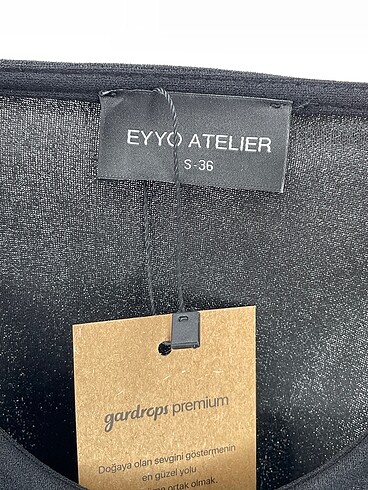 EYYO ATELIER
S-36
gardrops premium
Doğaya olan sevgini göstermenin
en güzel yolu
ortak olmak.